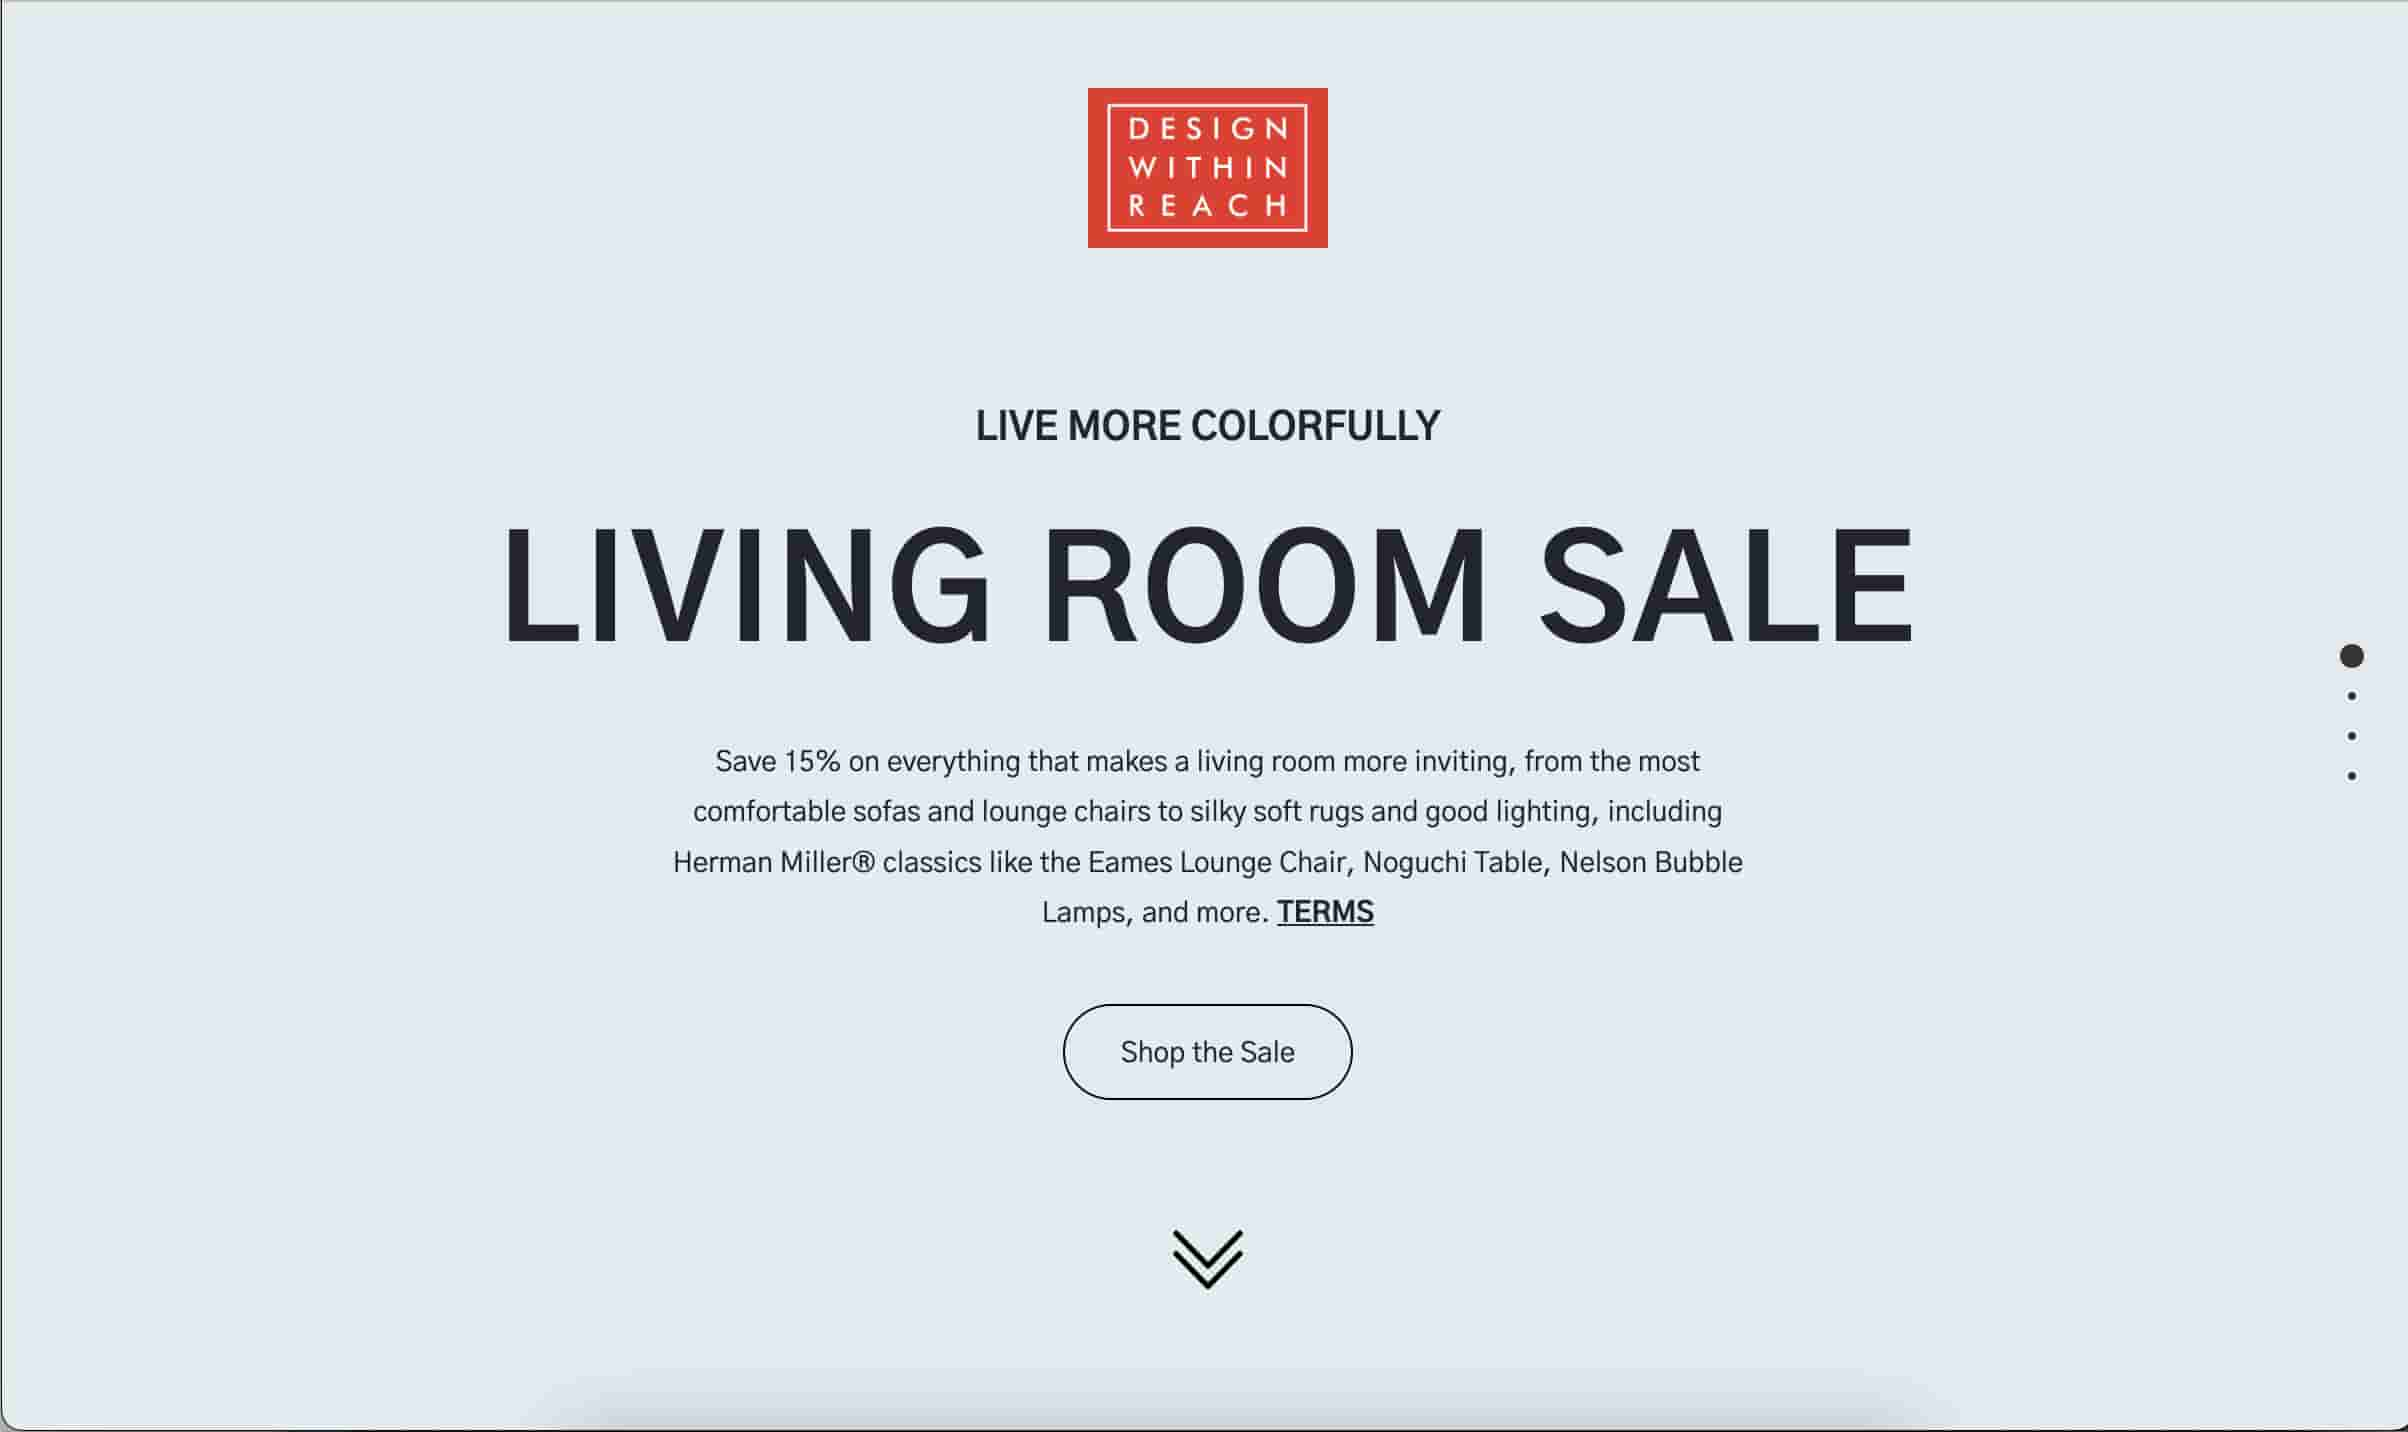 DESIGN
WITHIN
REACH
LIVE MORE COLORFULLY
LIVING ROOM SALE
Save 15% on everything that makes a living room more inviting, from the most
comfortable sofas and lounge chairs to silky soft rugs and good lighting, including
Herman Miller® classics like the Eames Lounge Chair, Noguchi Table, Nelson Bubble
Lamps, and more. TERMS
Shop the Sale